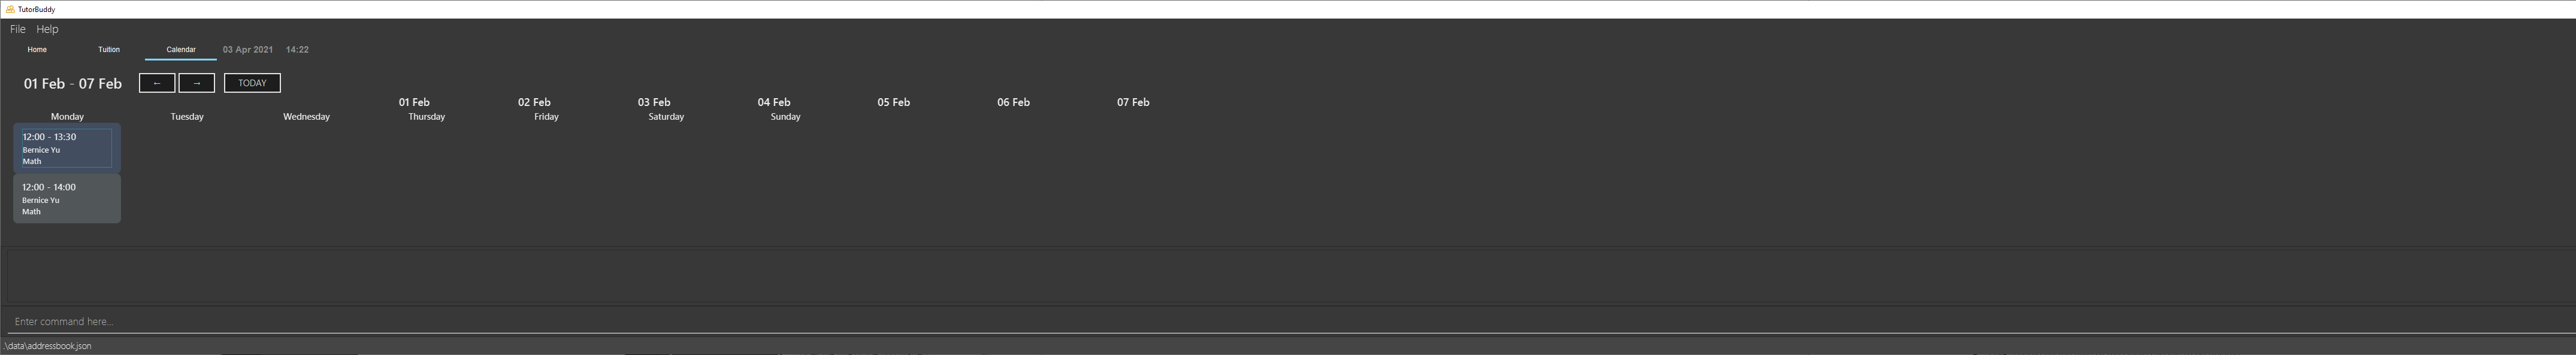 TutorBuddy
File Help
Home Tuition Calendar 03 Apr 2021 14:22
01 Feb - 07 Feb ← → TODAY
01 Feb 02 Feb 03 Feb 04 Feb 05 Feb 06 Feb 07 Feb
Monday Tuesday Wednesday Thursday Friday Saturday Sunday
12:00 - 13:30
Bernice Yu
Math
12:00 - 14:00
Bernice Yu
Math
Enter command here...
.\data\addressbook.json